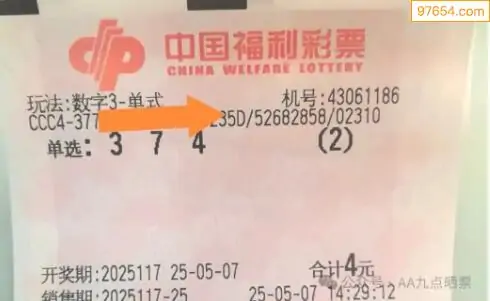 97654.com
中国福利彩票
CHINA WELFARE LOTTERY
玩法:数字3-单式 机号:43061186
CCC4-377 235D/52682858/02310
单选: 3 7 4 (2)
合计4元
开奖期:2025117 25-05-07
公众号·AA九点晒票
销售期:2025117-25 25-05-07 14:29:12